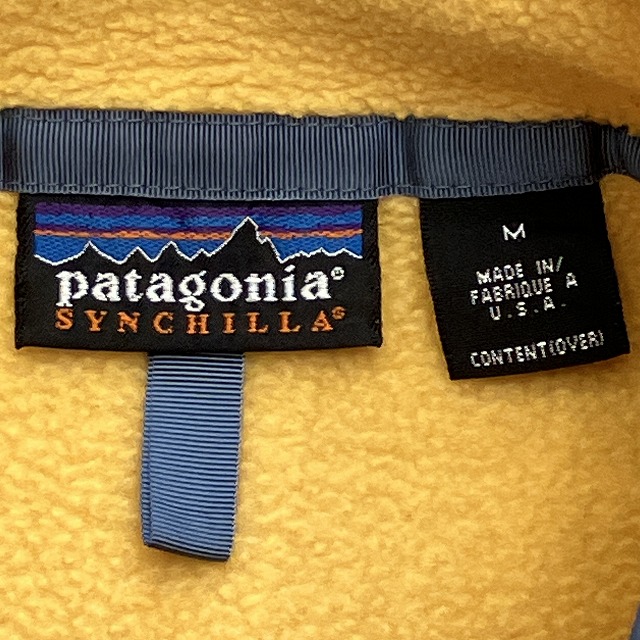 patagonia®
SYNCHILLA®
M
MADE IN/
FABRIQUE A
U.S.A.
CONTENT(OVER)